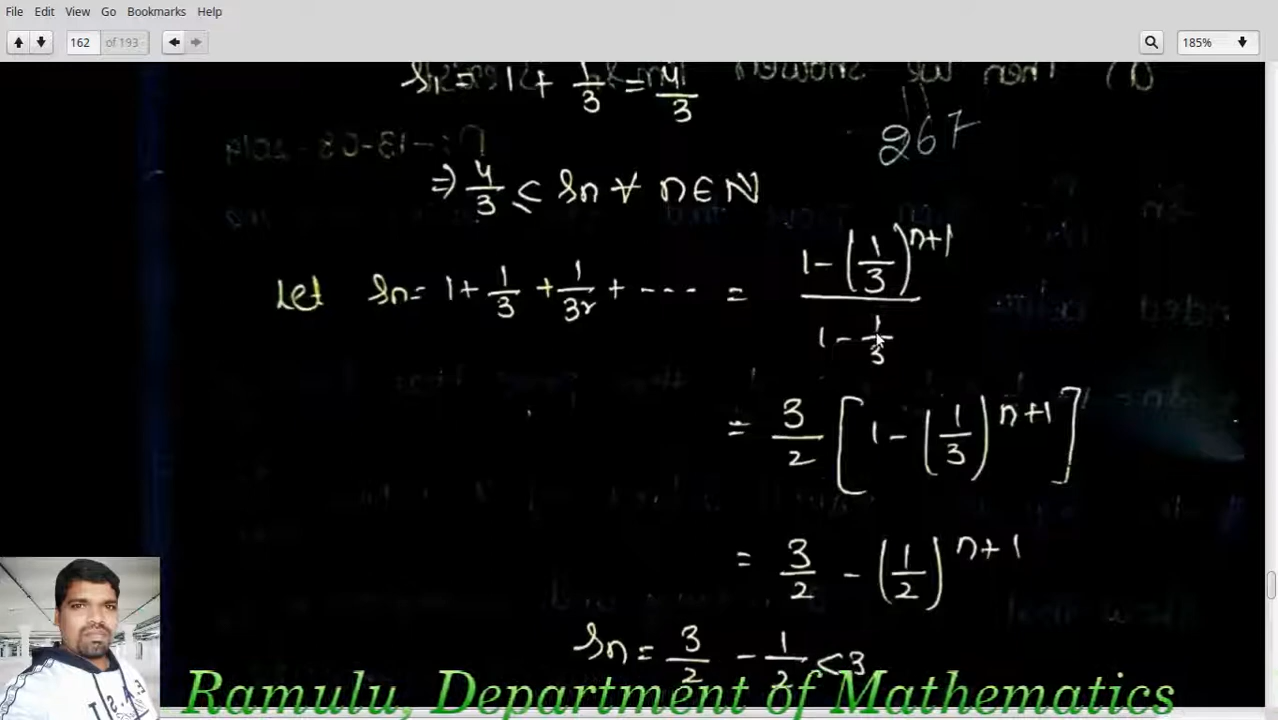 File Edit View Go Bookmarks Help
162 of 193 185%
Sn = 1 + 1/3 = 4/3
267
⇒ 4/3 ≤ Sn ∀ n ∈ N
Let Sn = 1 + 1/3 + 1/3² + ---- = (1 - (1/3)^(n+1)) / (1 - 1/3)
= 3/2 [1 - (1/3)^(n+1)]
= 3/2 - (1/2)^(n+1)
Sn = 3/2 - 1/2 < 3
Ramulu, Department of Mathematics